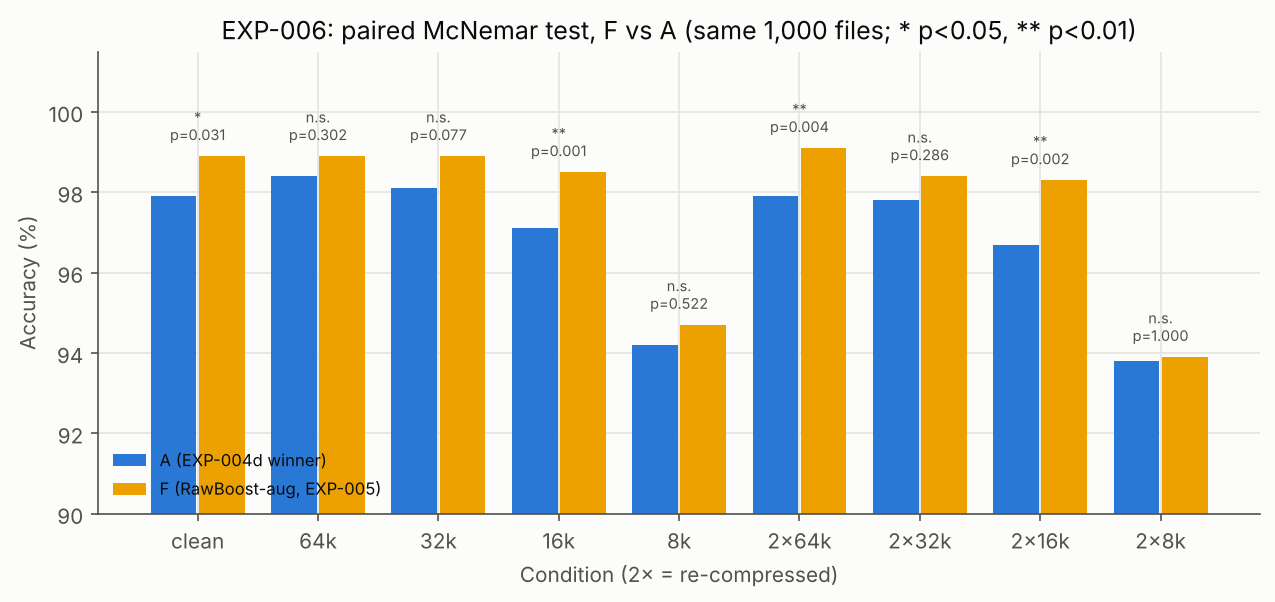 EXP-006: paired McNemar test, F vs A (same 1,000 files; * p<0.05, ** p<0.01)
Accuracy (%)
100
98
96
94
92
90
*
p=0.031
n.s.
p=0.302
n.s.
p=0.077
**
p=0.001
n.s.
p=0.522
**
p=0.004
n.s.
p=0.286
**
p=0.002
n.s.
p=1.000
A (EXP-004d winner)
F (RawBoost-aug, EXP-005)
clean 64k 32k 16k 8k 2×64k 2×32k 2×16k 2×8k
Condition (2× = re-compressed)